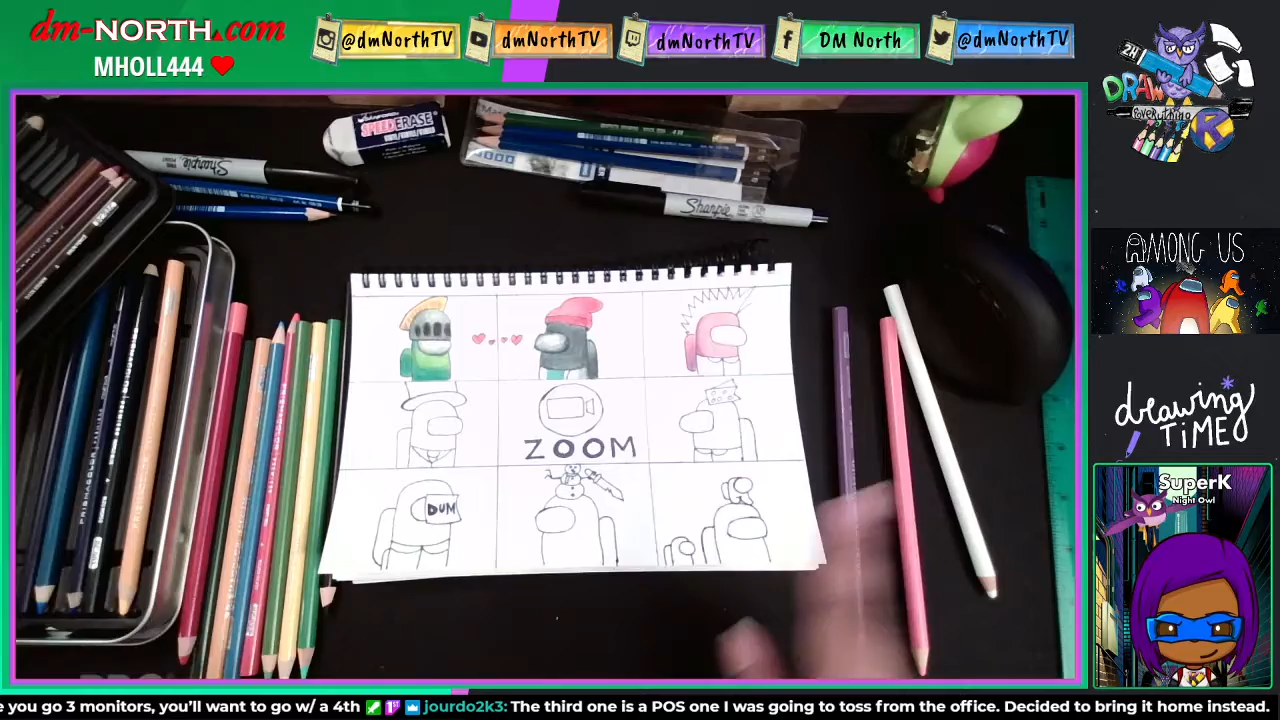 dm-NORTH.com
MHOLL444
@dmNorthTV
dmNorthTV
dmNorthTV
DM North
@dmNorthTV
2H
DRAW
R
SPEEDERASE
Sharpie
Sharpie
ZOOM
DUM
AMONG US
drawing
TiME
SuperK
Night Owl
e you go 3 monitors, you'll want to go w/ a 4th jourdo2k3: The third one is a POS one I was going to toss from the office. Decided to bring it home instead.